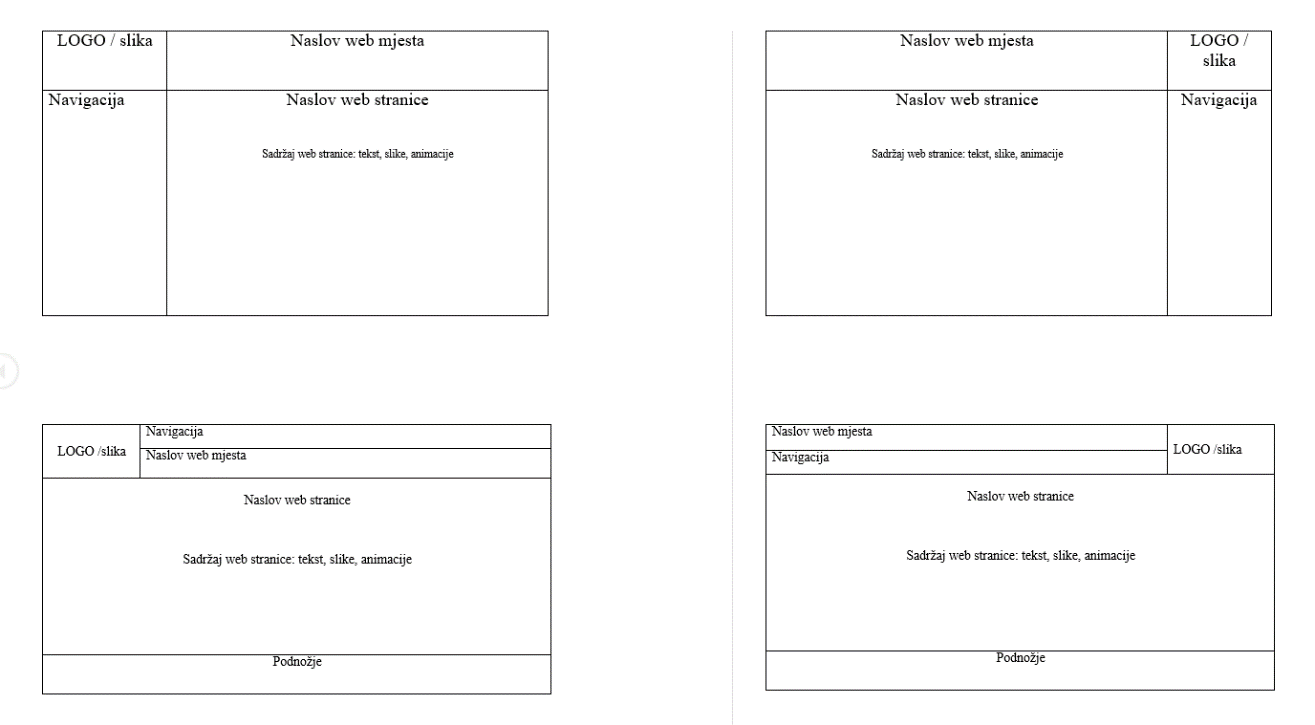 LOGO / slika
Naslov web mjesta
Navigacija
Naslov web stranice
Sadržaj web stranice: tekst, slike, animacije
Naslov web mjesta
LOGO /
slika
Naslov web stranice
Navigacija
Sadržaj web stranice: tekst, slike, animacije
LOGO /slika
Navigacija
Naslov web mjesta
Naslov web stranice
Sadržaj web stranice: tekst, slike, animacije
Podnožje
Naslov web mjesta
Navigacija
LOGO /slika
Naslov web stranice
Sadržaj web stranice: tekst, slike, animacije
Podnožje